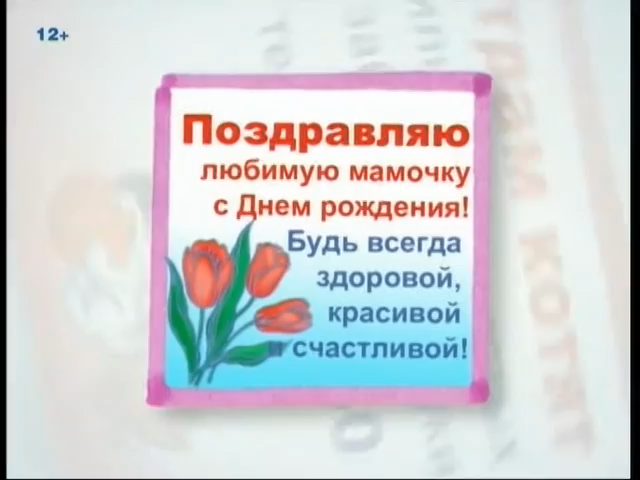 12+
Поздравляю
любимую мамочку
с Днем рождения!
Будь всегда
здоровой,
красивой
и счастливой!